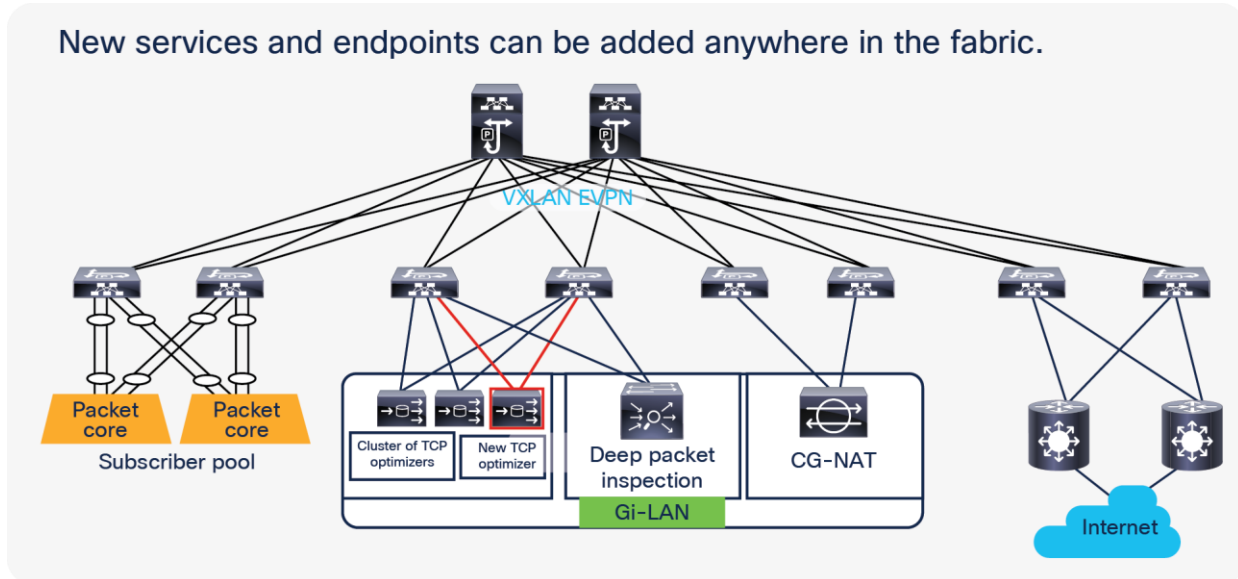 New services and endpoints can be added anywhere in the fabric.
P
P
VXLAN EVPN
Packet
core
Packet
core
Subscriber pool
Cluster of TCP
optimizers
New TCP
optimizer
Deep packet
inspection
CG-NAT
Gi-LAN
Internet